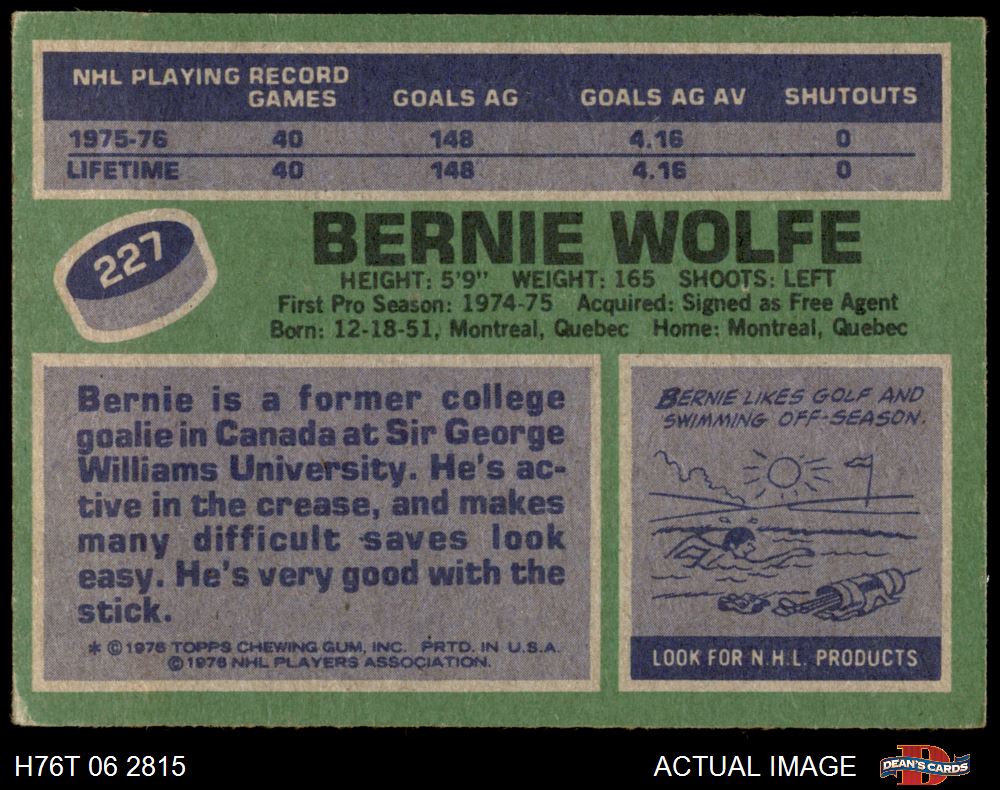 NHL PLAYING RECORD
GAMES GOALS AG GOALS AG AV SHUTOUTS
1975-76 40 148 4.16 0
LIFETIME 40 148 4.16 0
227
BERNIE WOLFE
HEIGHT: 5'9" WEIGHT: 165 SHOOTS: LEFT
First Pro Season: 1974-75 Acquired: Signed as Free Agent
Born: 12-18-51, Montreal, Quebec Home: Montreal, Quebec
Bernie is a former college
goalie in Canada at Sir George
Williams University. He's ac-
tive in the crease, and makes
many difficult saves look
easy. He's very good with the
stick.
* © 1976 TOPPS CHEWING GUM, INC. PRTD. IN U.S.A.
© 1976 NHL PLAYERS ASSOCIATION.
BERNIE LIKES GOLF AND
SWIMMING OFF-SEASON.
LOOK FOR N.H.L. PRODUCTS
H76T 06 2815 ACTUAL IMAGE
D
DEAN'S CARDS